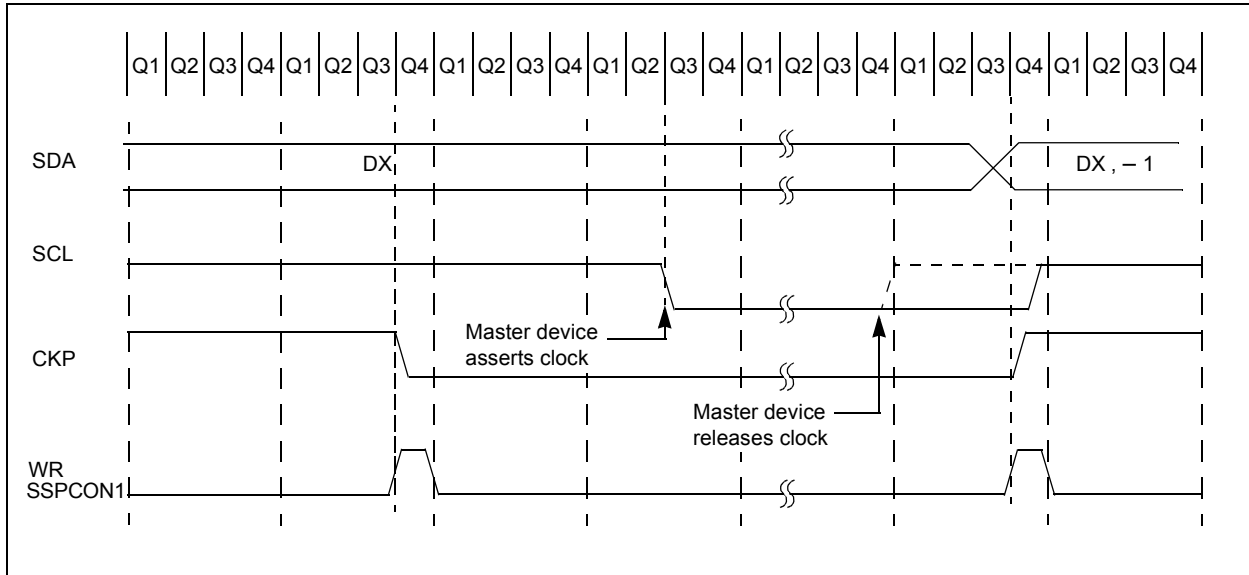 Q1 Q2 Q3 Q4 Q1 Q2 Q3 Q4 Q1 Q2 Q3 Q4 Q1 Q2 Q3 Q4 Q1 Q2 Q3 Q4 Q1 Q2 Q3 Q4 Q1 Q2 Q3 Q4
SDA
DX
DX , – 1
SCL
Master device
asserts clock
CKP
Master device
releases clock
WR
SSPCON1